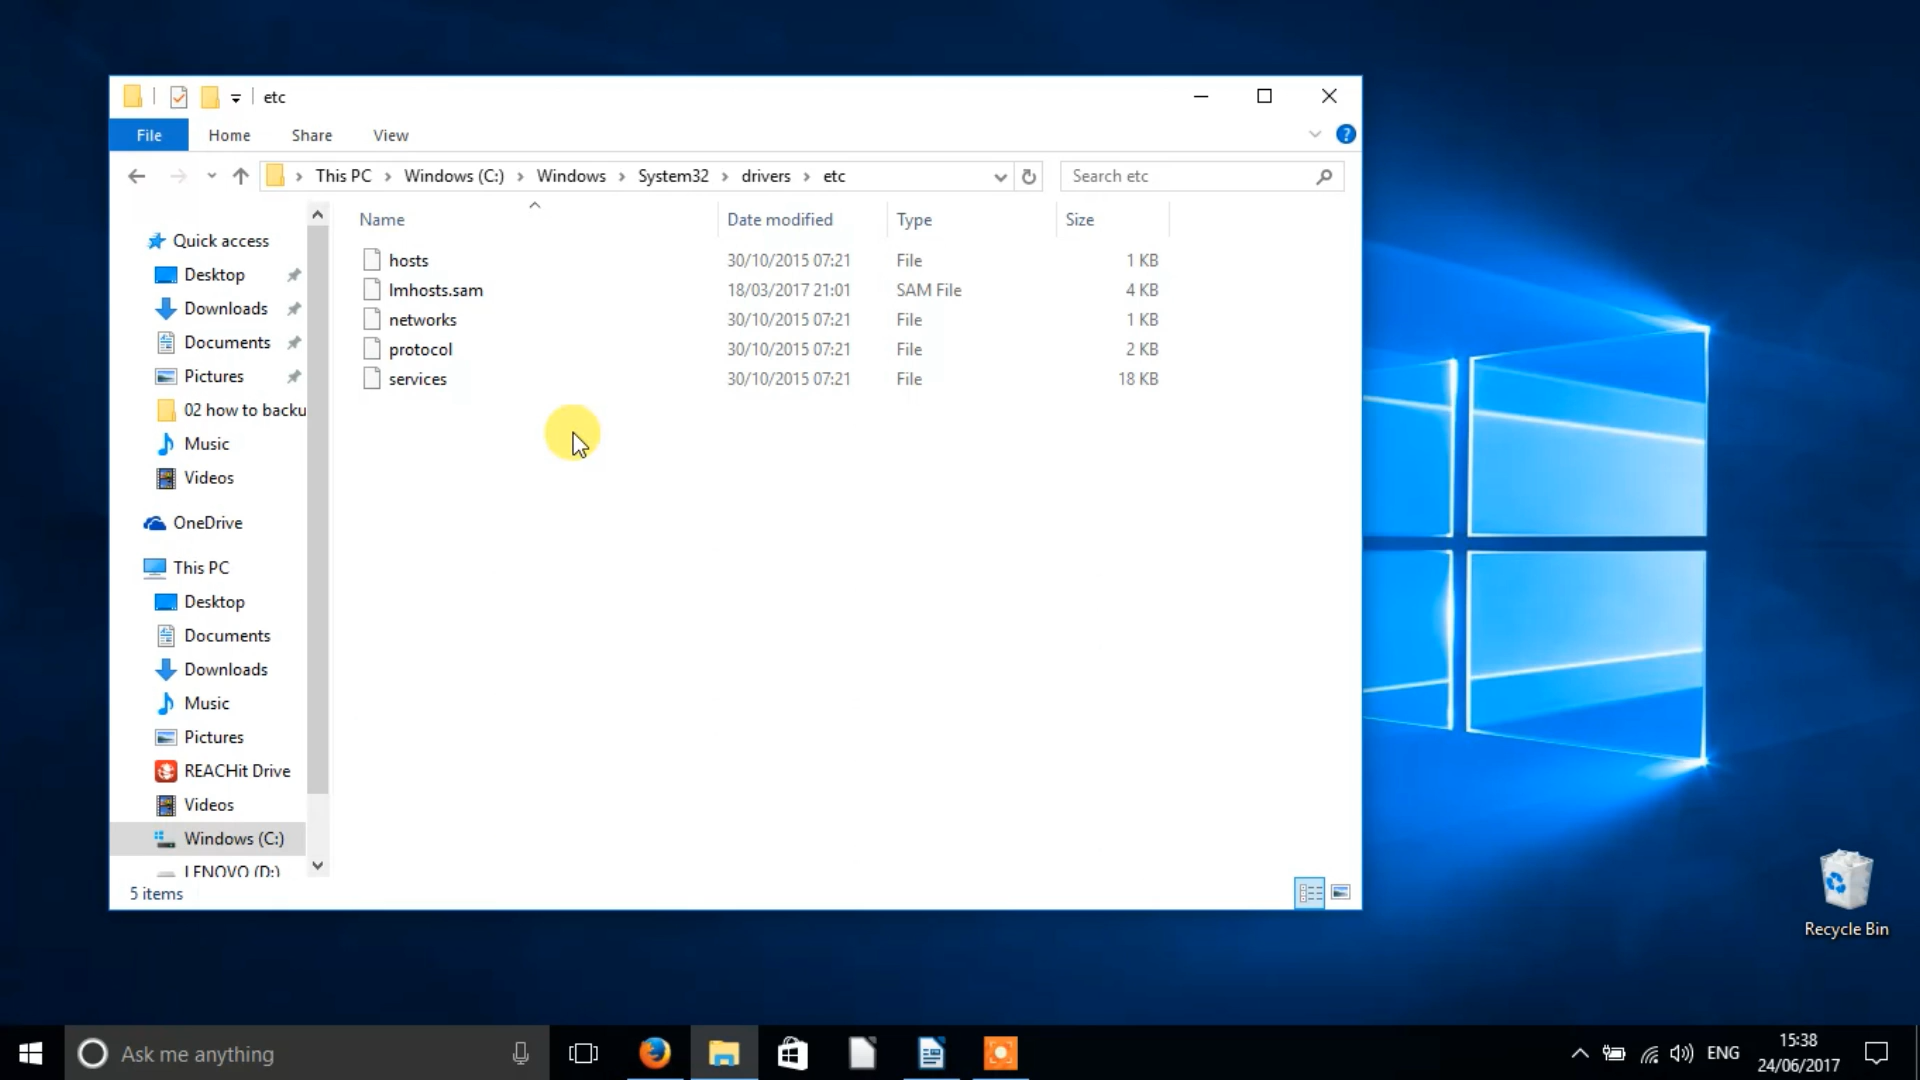 etc
File Home Share View
This PC Windows (C:) Windows System32 drivers etc
Search etc
Name Date modified Type Size
hosts 30/10/2015 07:21 File 1 KB
lmhosts.sam 18/03/2017 21:01 SAM File 4 KB
networks 30/10/2015 07:21 File 1 KB
protocol 30/10/2015 07:21 File 2 KB
services 30/10/2015 07:21 File 18 KB
Quick access
Desktop
Downloads
Documents
Pictures
02 how to backu
Music
Videos
OneDrive
This PC
Desktop
Documents
Downloads
Music
Pictures
REACHit Drive
Videos
Windows (C:)
LENOVO (D:)
5 items
Recycle Bin
Ask me anything
ENG
15:38
24/06/2017